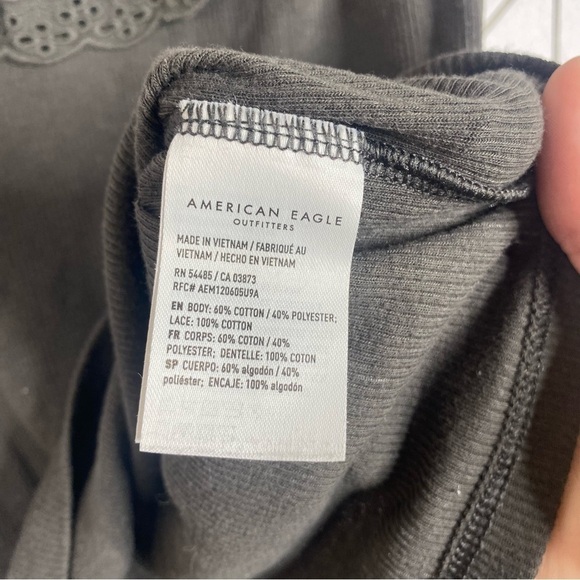 AMERICAN EAGLE
OUTFITTERS
MADE IN VIETNAM / FABRIQUÉ AU
VIETNAM / HECHO EN VIETNAM
RN 54485 / CA 03873
RFC# AEM120605U9A
EN BODY: 60% COTTON / 40% POLYESTER;
LACE: 100% COTTON
FR CORPS: 60% COTON / 40%
POLYESTER; DENTELLE: 100% COTON
SP CUERPO: 60% algodón / 40%
poliéster; ENCAJE: 100% algodón